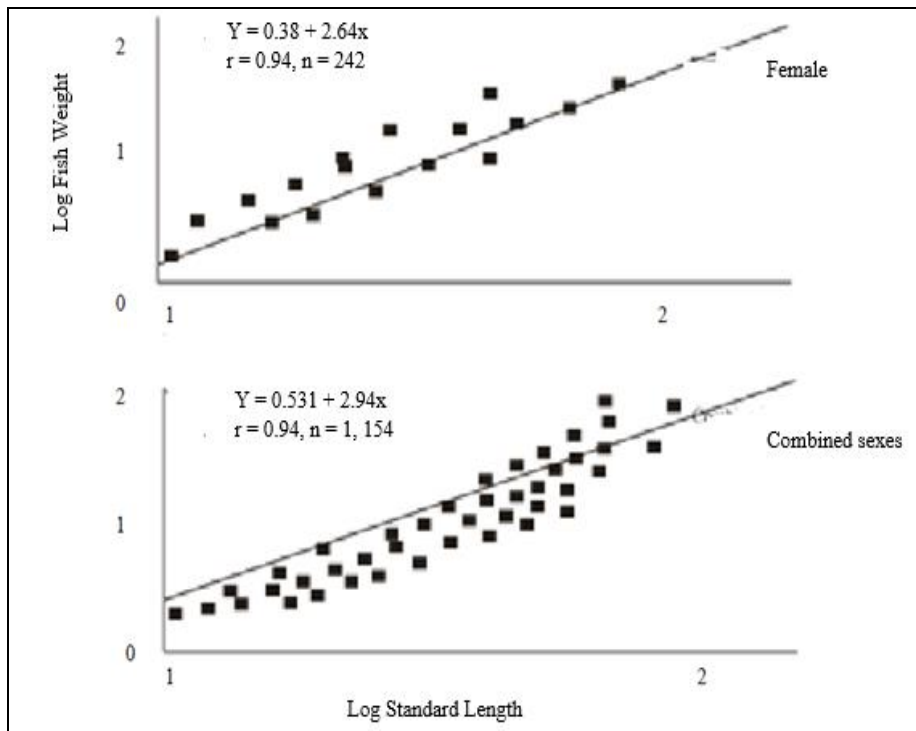 Y = 0.38 + 2.64x
r = 0.94, n = 242
Female
Log Fish Weight
2
1
0
1
2
Y = 0.531 + 2.94x
r = 0.94, n = 1, 154
Combined sexes
2
1
0
1
2
Log Standard Length